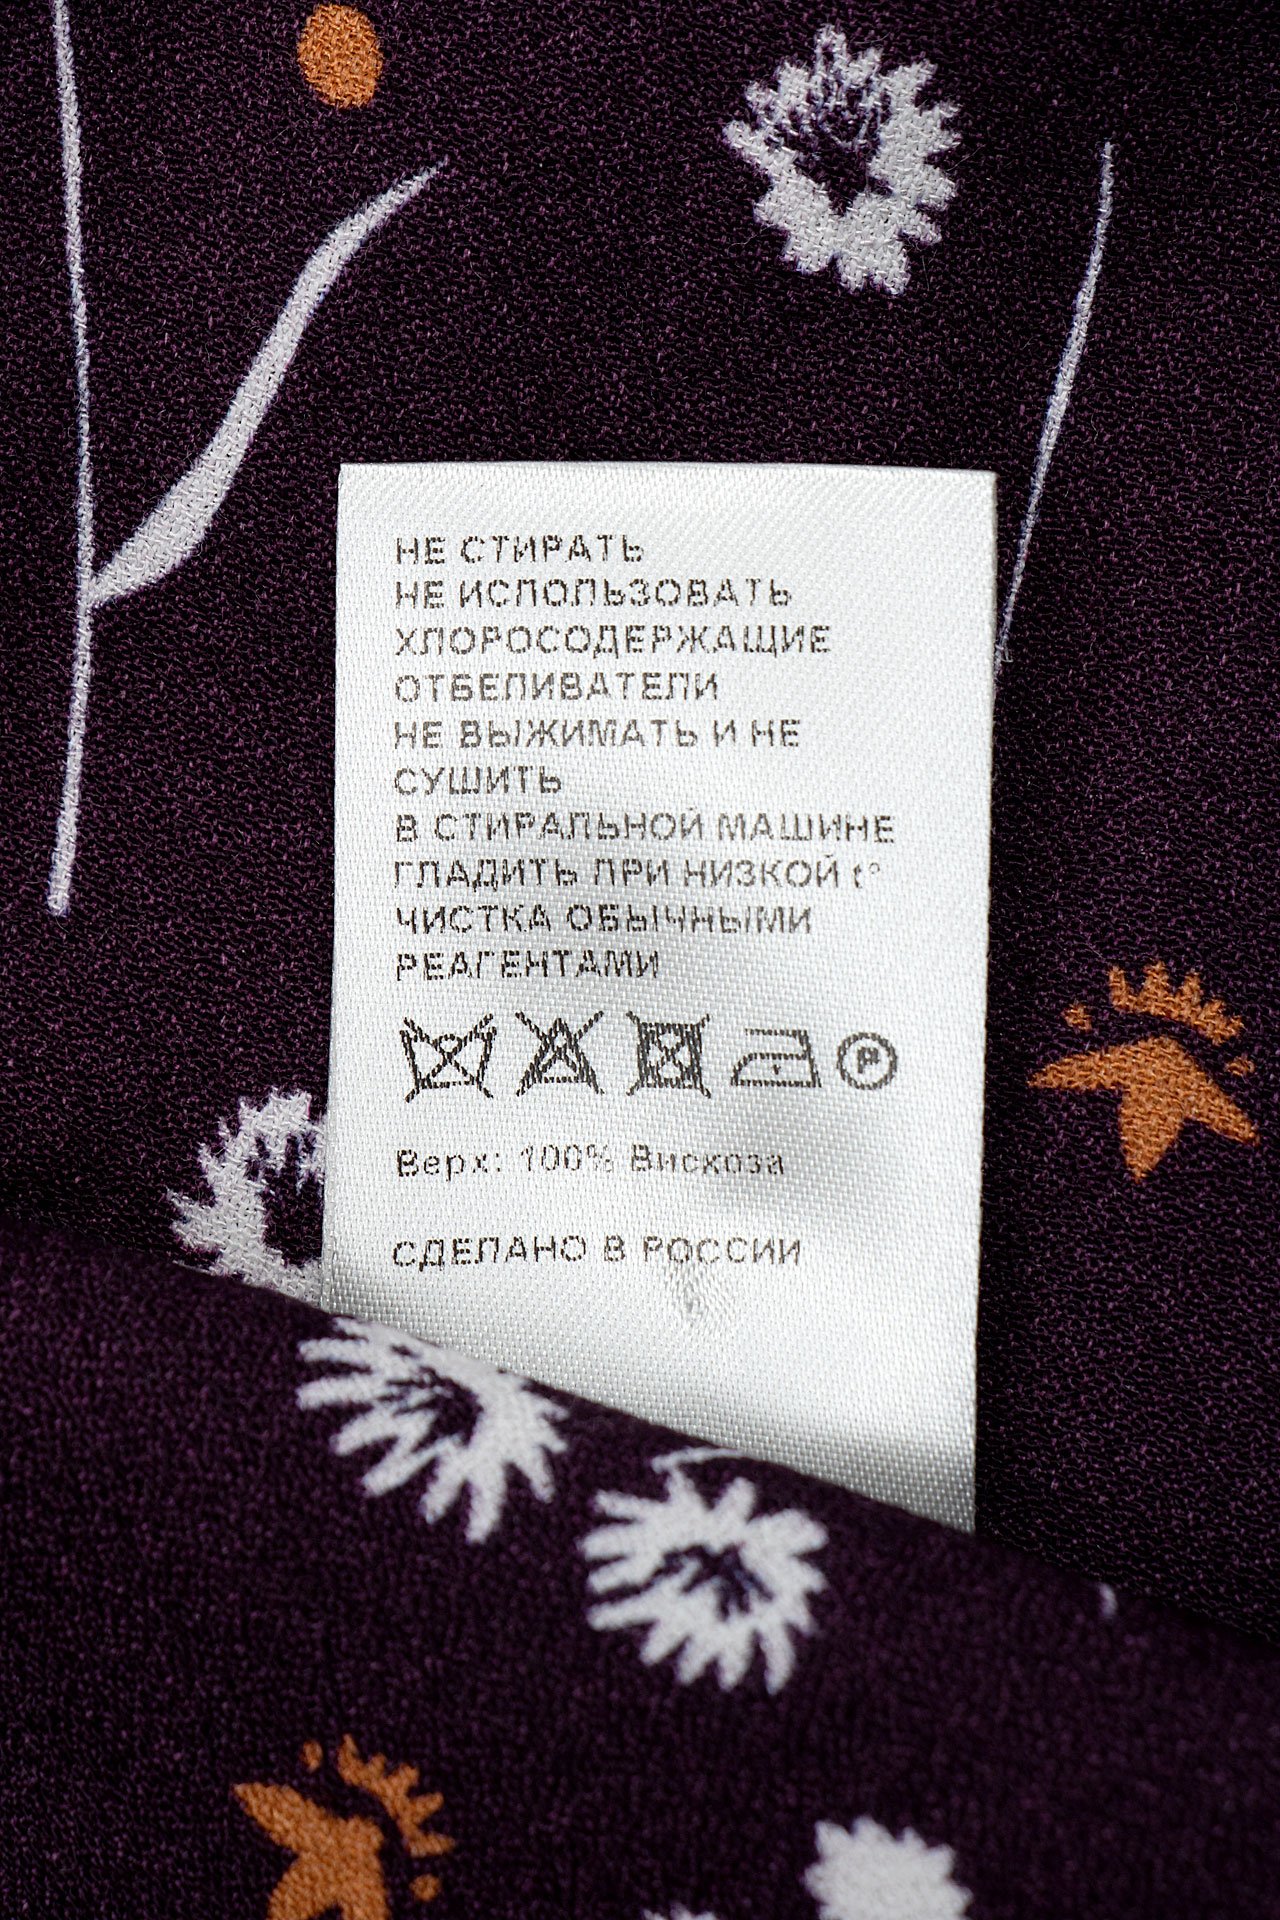 НЕ СТИРАТЬ
НЕ ИСПОЛЬЗОВАТЬ
ХЛОРОСОДЕРЖАЩИЕ
ОТБЕЛИВАТЕЛИ
НЕ ВЫЖИМАТЬ И НЕ
СУШИТЬ
В СТИРАЛЬНОЙ МАШИНЕ
ГЛАДИТЬ ПРИ НИЗКОЙ t°
ЧИСТКА ОБЫЧНЫМИ
РЕАГЕНТАМИ
P
Верх: 100% Вискоза
СДЕЛАНО В РОССИИ